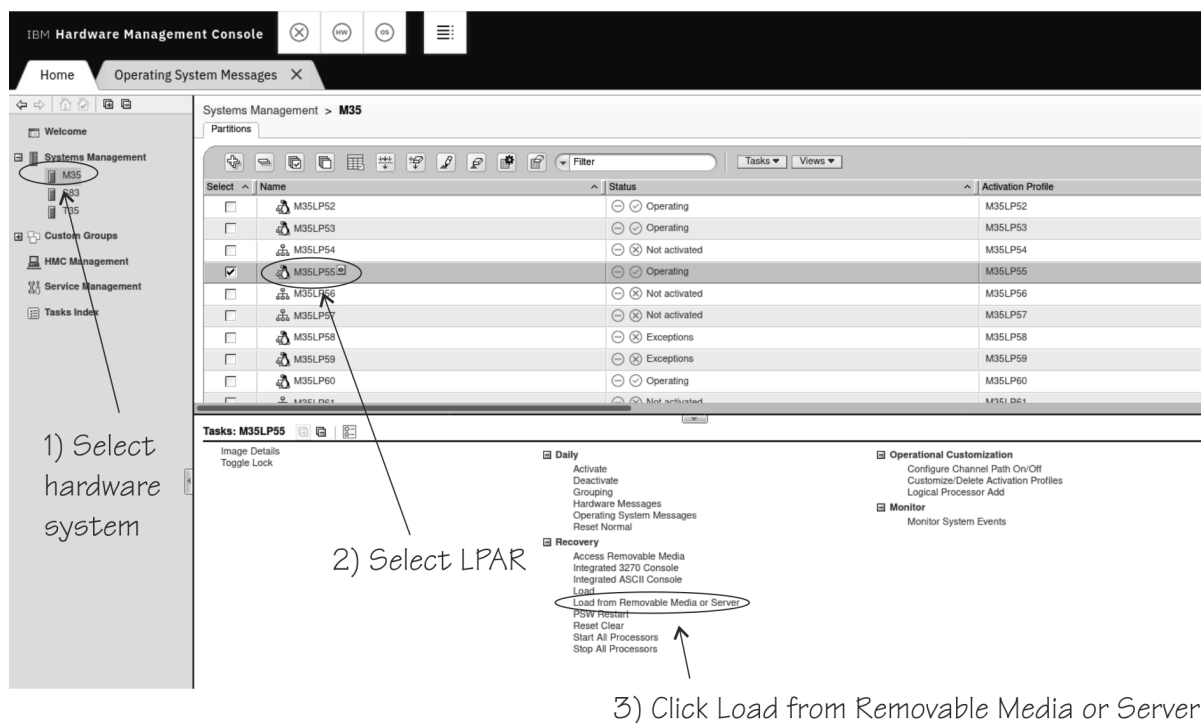 IBM Hardware Management Console HW OS
Home Operating System Messages X
Systems Management > M35
Partitions
Welcome
Systems Management
M35
T35
Custom Groups
HMC Management
Service Management
Tasks Index
Filter Tasks Views
Select Name Status Activation Profile
M35LP52 Operating M35LP52
M35LP53 Operating M35LP53
M35LP54 Not activated M35LP54
M35LP55 Operating M35LP55
M35LP56 Not activated M35LP56
M35LP57 Not activated M35LP57
M35LP58 Exceptions M35LP58
M35LP59 Exceptions M35LP59
M35LP60 Operating M35LP60
M35LP61 Not activated M35LP61
Tasks: M35LP55
Image Details
Toggle Lock
Daily
Activate
Deactivate
Grouping
Hardware Messages
Operating System Messages
Reset Normal
Recovery
Access Removable Media
Integrated 3270 Console
Integrated ASCII Console
Load
Load from Removable Media or Server
PSW Restart
Reset Clear
Start All Processors
Stop All Processors
Operational Customization
Configure Channel Path On/Off
Customize/Delete Activation Profiles
Logical Processor Add
Monitor
Monitor System Events
1) Select
hardware
system
2) Select LPAR
3) Click Load from Removable Media or Server